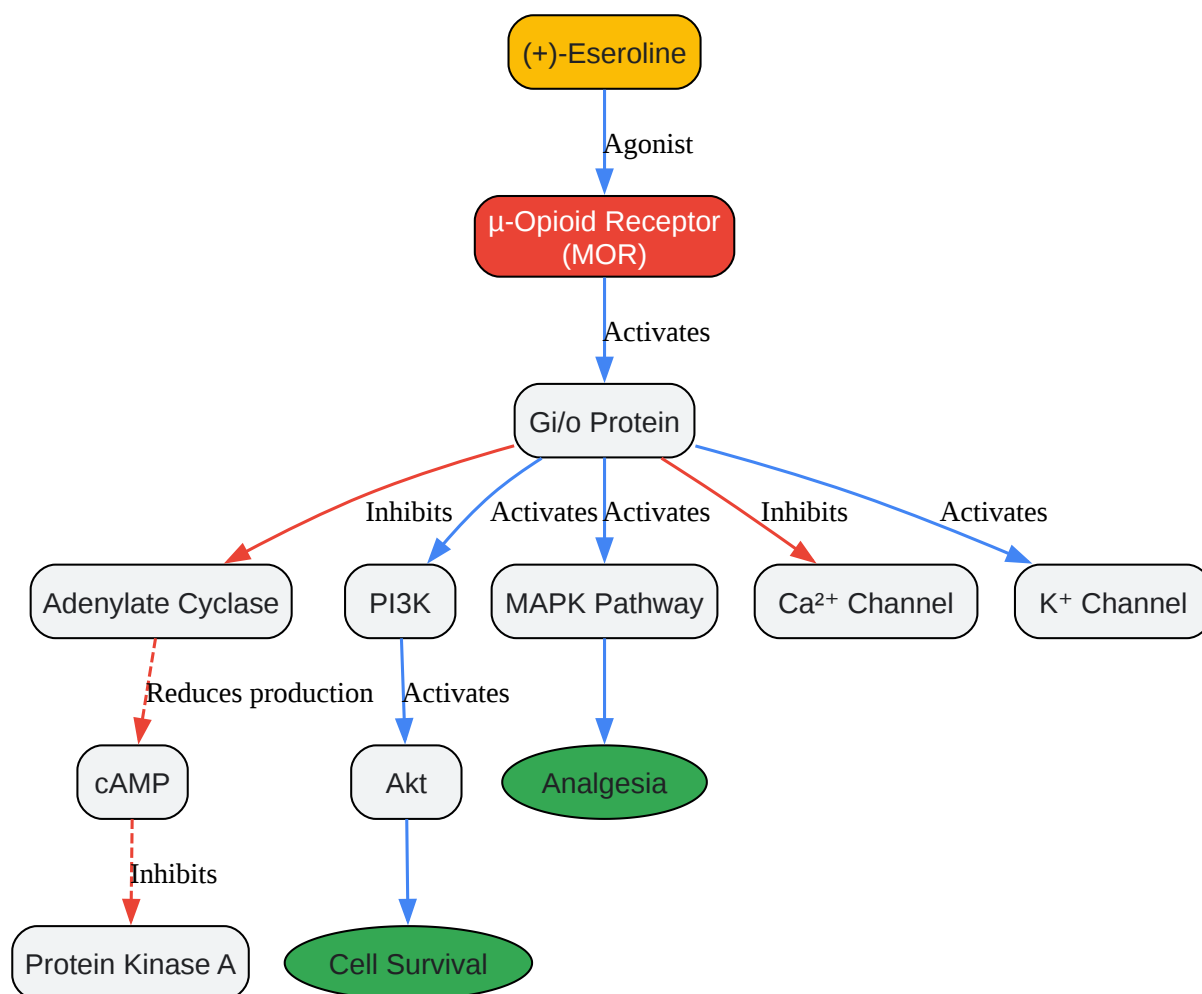 (+)-Eseroline
Agonist
µ-Opioid Receptor
(MOR)
Activates
Gi/o Protein
Inhibits
Activates
Activates
Inhibits
Activates
Adenylate Cyclase
PI3K
MAPK Pathway
Ca²⁺ Channel
K⁺ Channel
Reduces production
Activates
cAMP
Akt
Analgesia
Inhibits
Protein Kinase A
Cell Survival